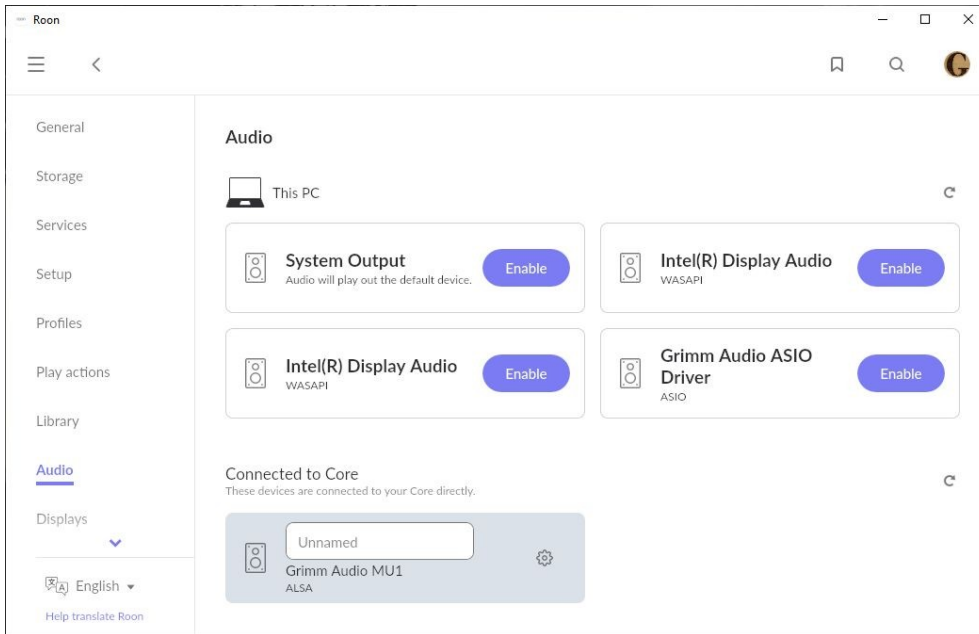 Roon
General
Storage
Services
Setup
Profiles
Play actions
Library
Audio
Displays
English
Help translate Roon
Audio
This PC
System Output
Audio will play out the default device.
Enable
Intel(R) Display Audio
WASAPI
Enable
Intel(R) Display Audio
WASAPI
Enable
Grimm Audio ASIO
Driver
ASIO
Enable
Connected to Core
These devices are connected to your Core directly.
Unnamed
Grimm Audio MU1
ALSA